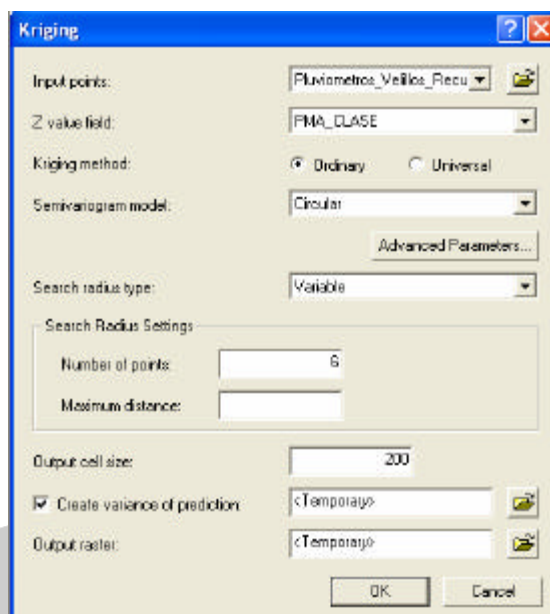 Kriging
Input points: Pluviometros_Velillos_Recu
Z value field: PMA_CLASE
Kriging method: Ordinary Universal
Semivariogram model: Circular
Advanced Parameters...
Search radius type: Variable
Search Radius Settings
Number of points: 6
Maximum distance:
Output cell size: 200
Create variance of prediction: <Temporary>
Output raster: <Temporary>
OK Cancel